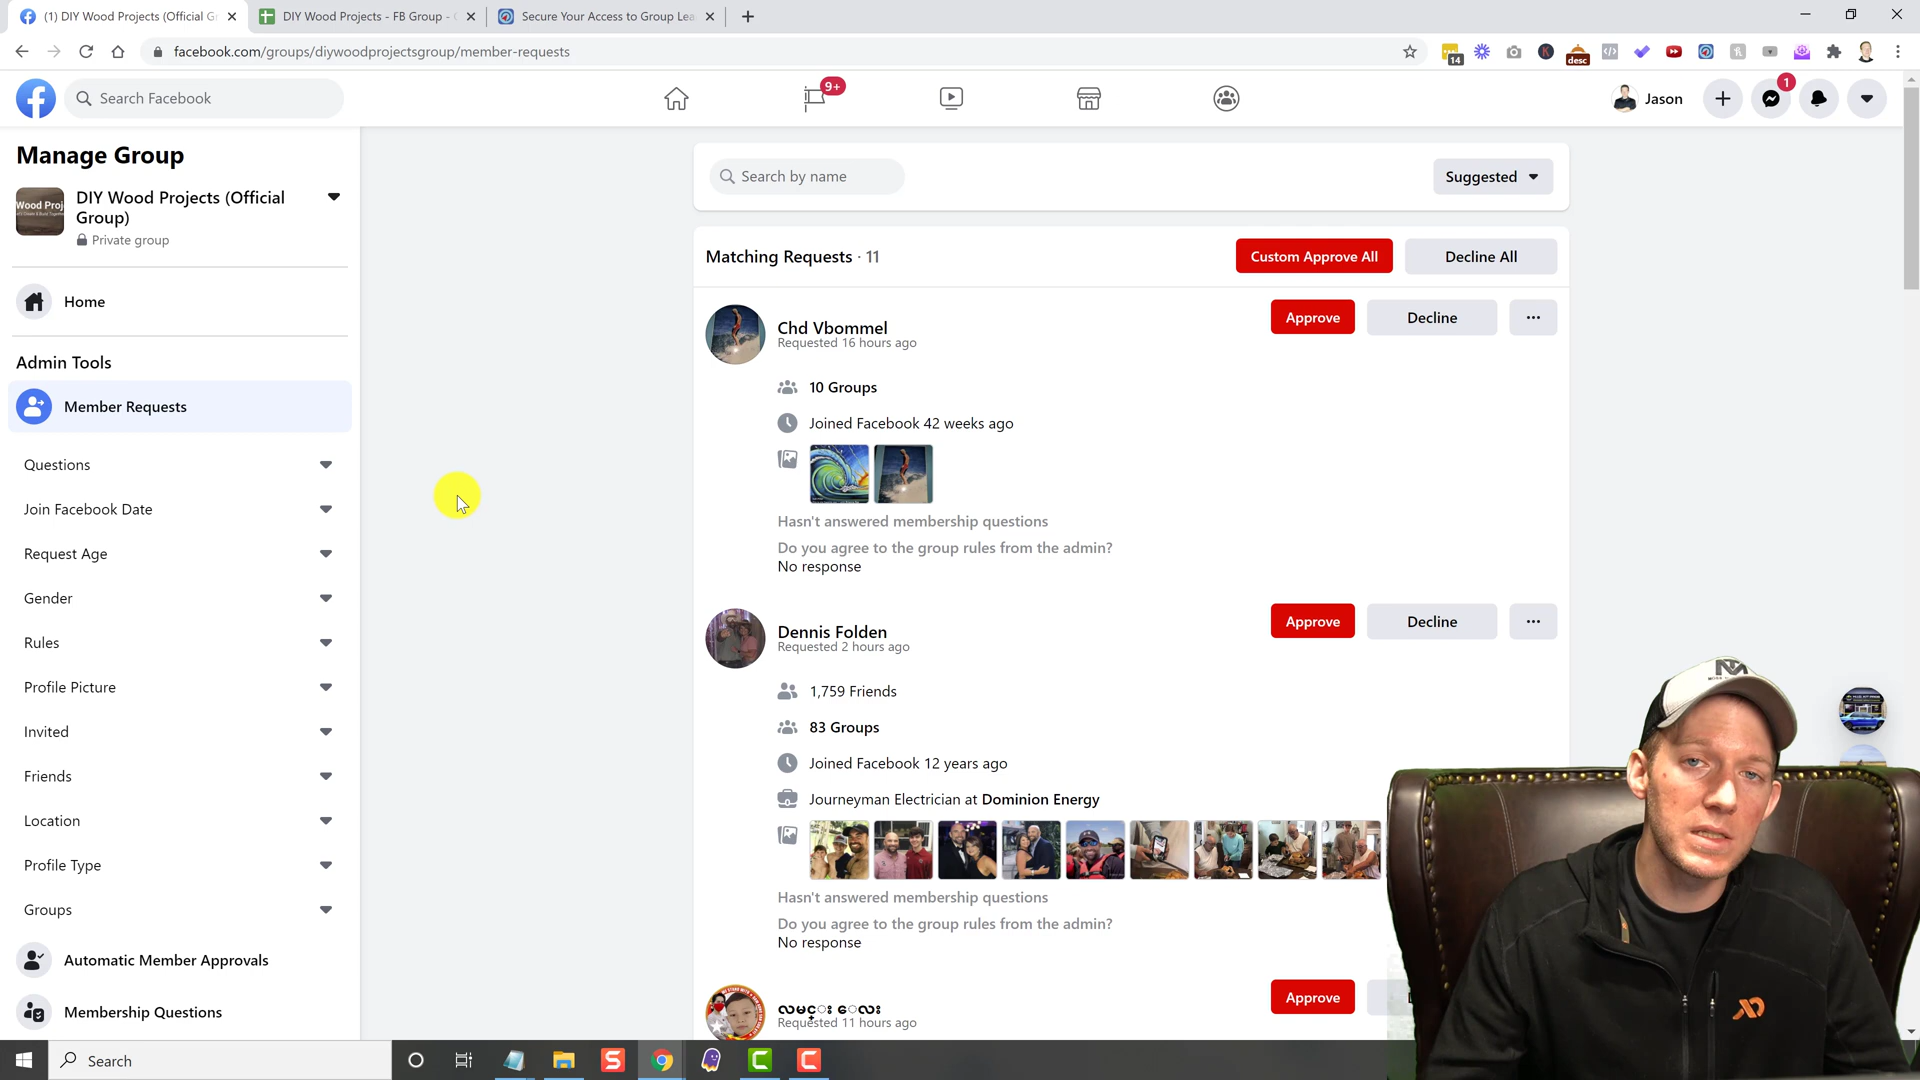 (1) DIY Wood Projects (Official Gr
DIY Wood Projects - FB Group -
Secure Your Access to Group Lea
facebook.com/groups/diywoodprojectsgroup/member-requests
14
desc
Search Facebook
9+
Jason
1
Manage Group
DIY Wood Projects (Official Group)
Private group
Home
Admin Tools
Member Requests
Questions
Join Facebook Date
Request Age
Gender
Rules
Profile Picture
Invited
Friends
Location
Profile Type
Groups
Automatic Member Approvals
Membership Questions
Search by name
Suggested
Matching Requests · 11
Custom Approve All
Decline All
Chd Vbommel
Requested 16 hours ago
Approve
Decline
10 Groups
Joined Facebook 42 weeks ago
Hasn't answered membership questions
Do you agree to the group rules from the admin?
No response
Dennis Folden
Requested 2 hours ago
Approve
Decline
1,759 Friends
83 Groups
Joined Facebook 12 years ago
Journeyman Electrician at Dominion Energy
Hasn't answered membership questions
Do you agree to the group rules from the admin?
No response
Requested 11 hours ago
Approve
Search